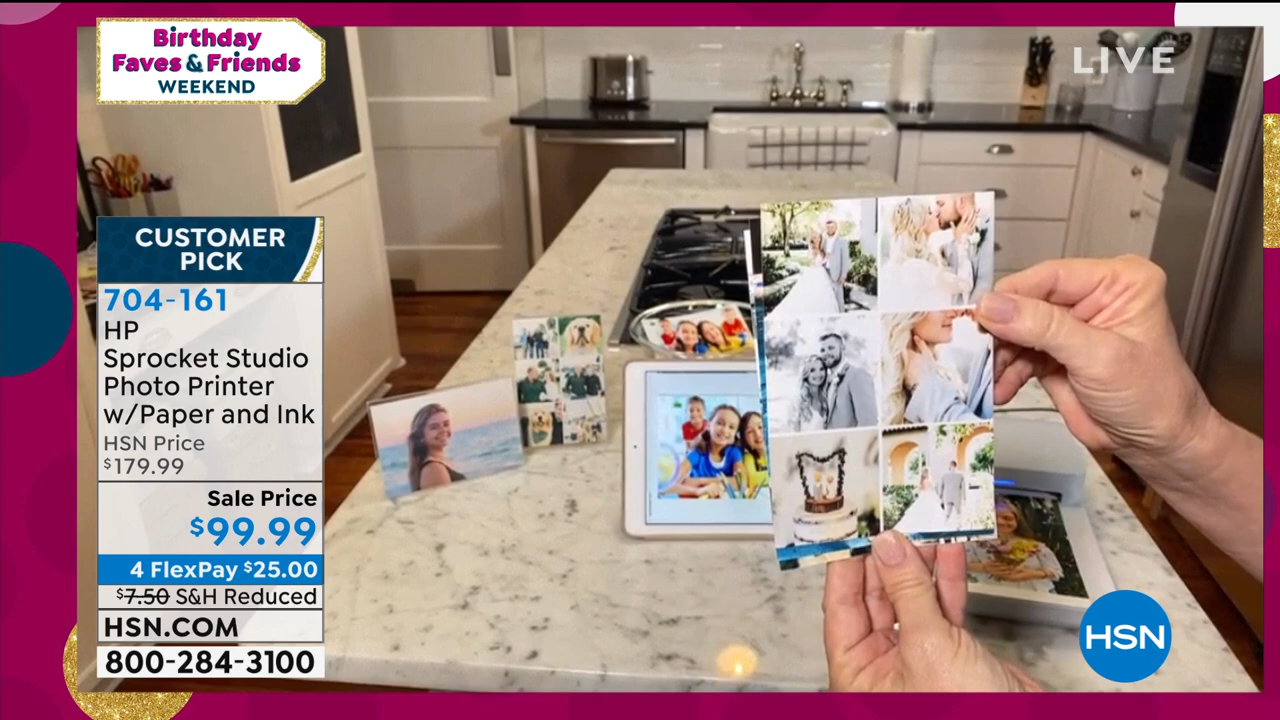 Birthday
Faves & Friends
WEEKEND
LIVE
CUSTOMER
PICK
704-161
HP
Sprocket Studio
Photo Printer
w/Paper and Ink
HSN Price
$179.99
Sale Price
$99.99
4 FlexPay $25.00
$7.50 S&H Reduced
HSN.COM
800-284-3100
HSN